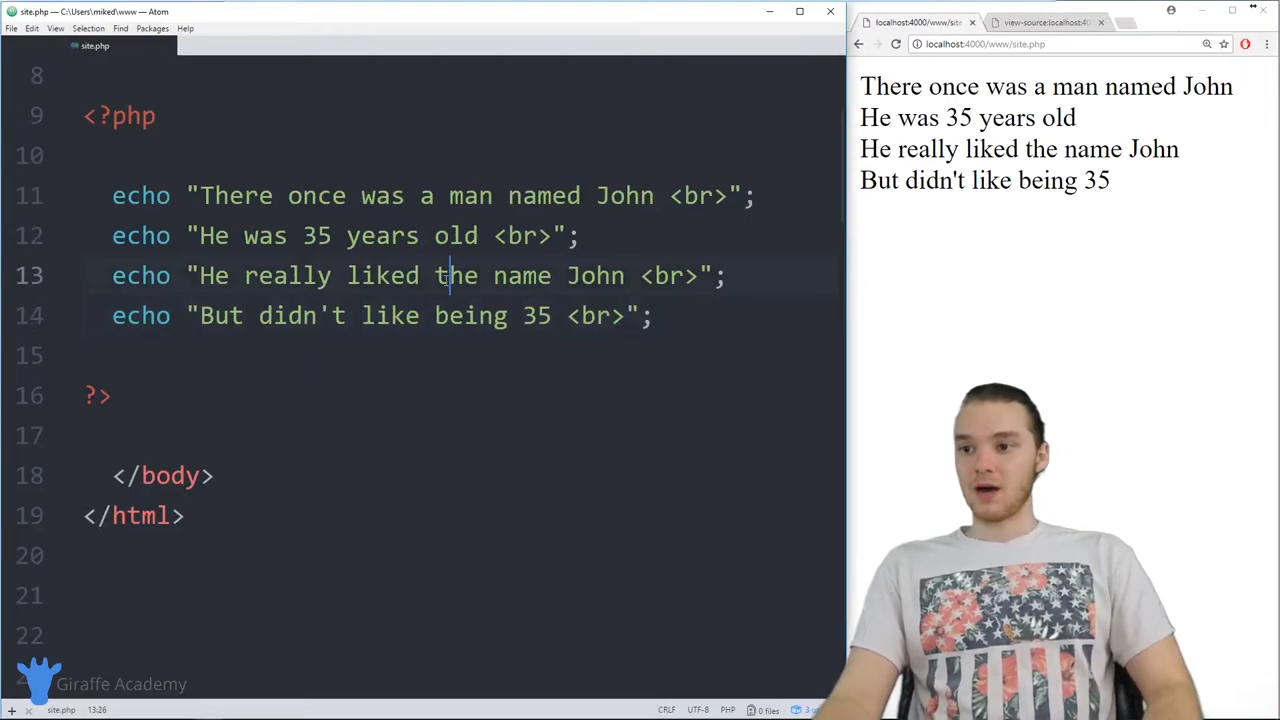 site.php — C:\Users\miked\www — Atom
File Edit View Selection Find Packages Help
site.php
8
9 <?php
10
11 echo "There once was a man named John <br>";
12 echo "He was 35 years old <br>";
13 echo "He really liked the name John <br>";
14 echo "But didn't like being 35 <br>";
15
16 ?>
17
18 </body>
19 </html>
20
21
22
Giraffe Academy
site.php 13:26 CRLF UTF-8 PHP 0 files
localhost:4000/www/site
view-source:localhost:40
localhost:4000/www/site.php
There once was a man named John
He was 35 years old
He really liked the name John
But didn't like being 35